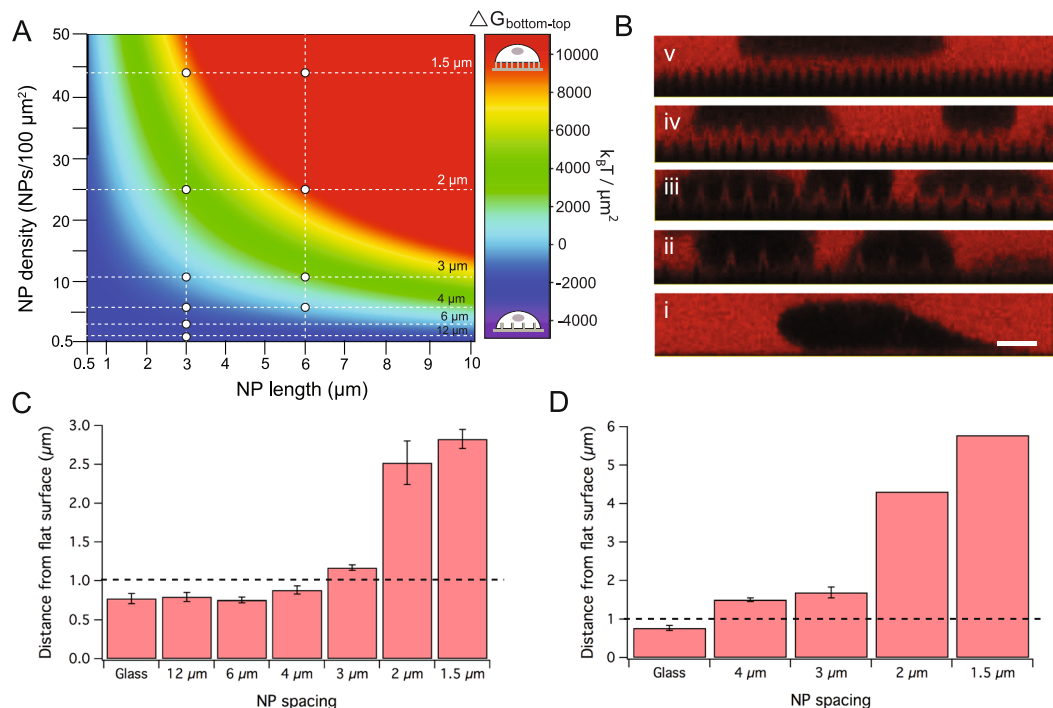 A
△ G bottom-top
50
40
30
20
10
0.5
NP density (NPs/100 µm²)
1.5 µm
2 µm
3 µm
4 µm
6 µm
12 µm
0.5 1 2 3 4 5 6 7 8 9 10
NP length (µm)
10000
8000
6000
4000
2000
0
-2000
-4000
k_BT / µm²
B
v
iv
iii
ii
i
C
3.0
2.5
2.0
1.5
1.0
0.5
0.0
Distance from flat surface (µm)
Glass 12 µm 6 µm 4 µm 3 µm 2 µm 1.5 µm
NP spacing
D
6
5
4
3
2
1
0
Distance from flat surface (µm)
Glass 4 µm 3 µm 2 µm 1.5 µm
NP spacing